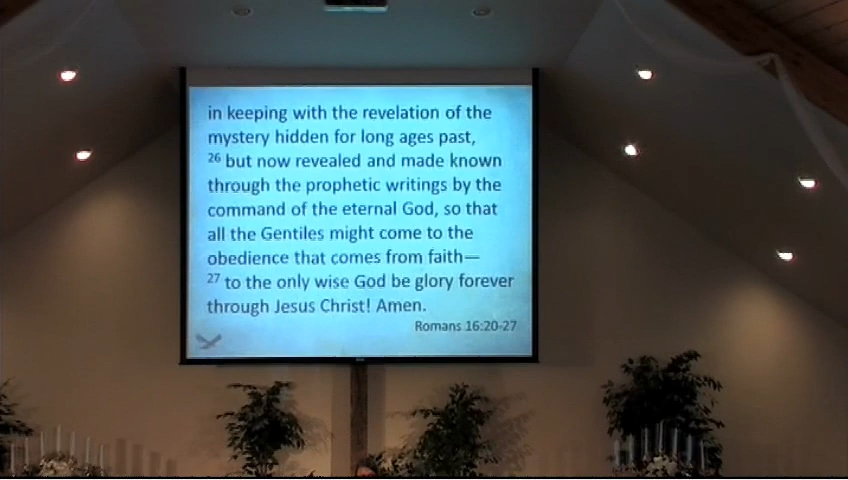 in keeping with the revelation of the
mystery hidden for long ages past,
26 but now revealed and made known
through the prophetic writings by the
command of the eternal God, so that
all the Gentiles might come to the
obedience that comes from faith—
27 to the only wise God be glory forever
through Jesus Christ! Amen.
Romans 16:20-27